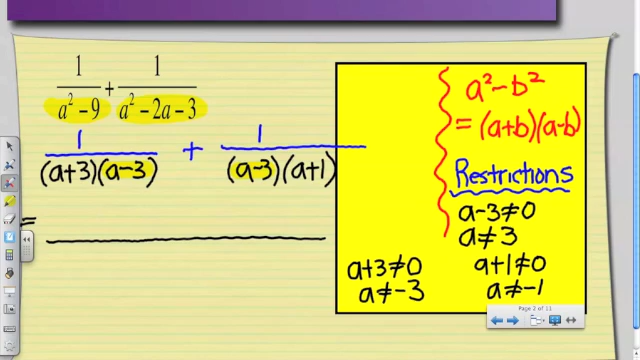 1 / (a² − 9) + 1 / (a² − 2a − 3)
1 / ((a+3)(a−3)) + 1 / ((a−3)(a+1))
=
a² − b²
= (a+b)(a−b)
Restrictions
a−3≠0
a≠3
a+3≠0
a≠−3
a+1≠0
a≠−1
Page 2 of 11